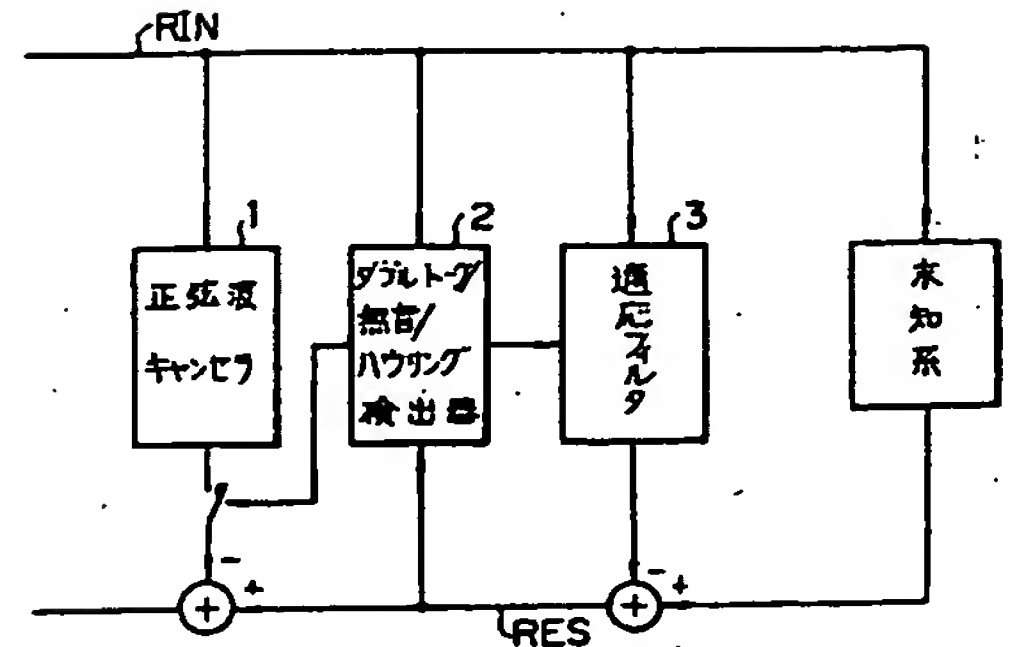 RIN
1
正弦波
キャンセラ
2
ダブルトーク/
無音/
ハウリング
検出器
3
適応フィルタ
未知系
-
+
+
-
+
+
RES